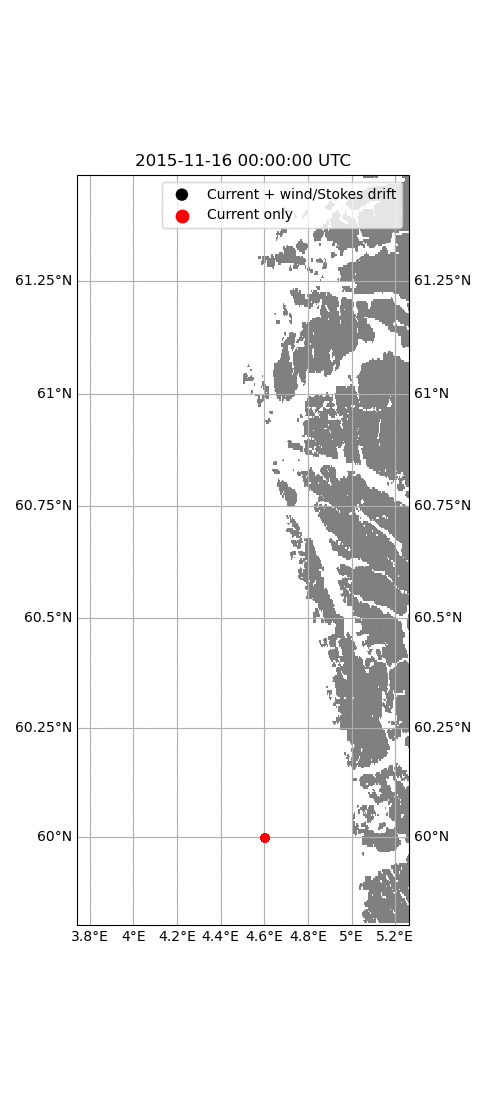 2015-11-16 00:00:00 UTC
Current + wind/Stokes drift
Current only
61.25°N 61.25°N
61°N 61°N
60.75°N 60.75°N
60.5°N 60.5°N
60.25°N 60.25°N
60°N 60°N
3.8°E 4°E 4.2°E 4.4°E 4.6°E 4.8°E 5°E 5.2°E